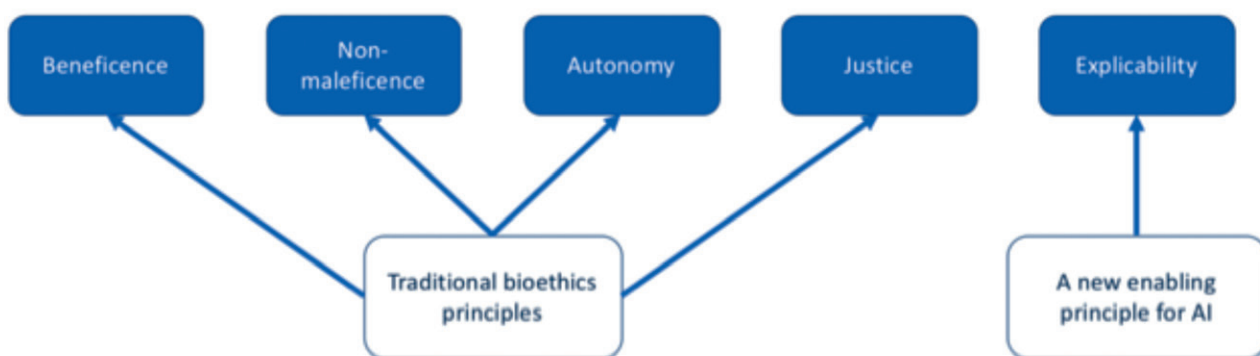 Beneficence
Non-
maleficence
Autonomy
Justice
Explicability
Traditional bioethics
principles
A new enabling
principle for AI